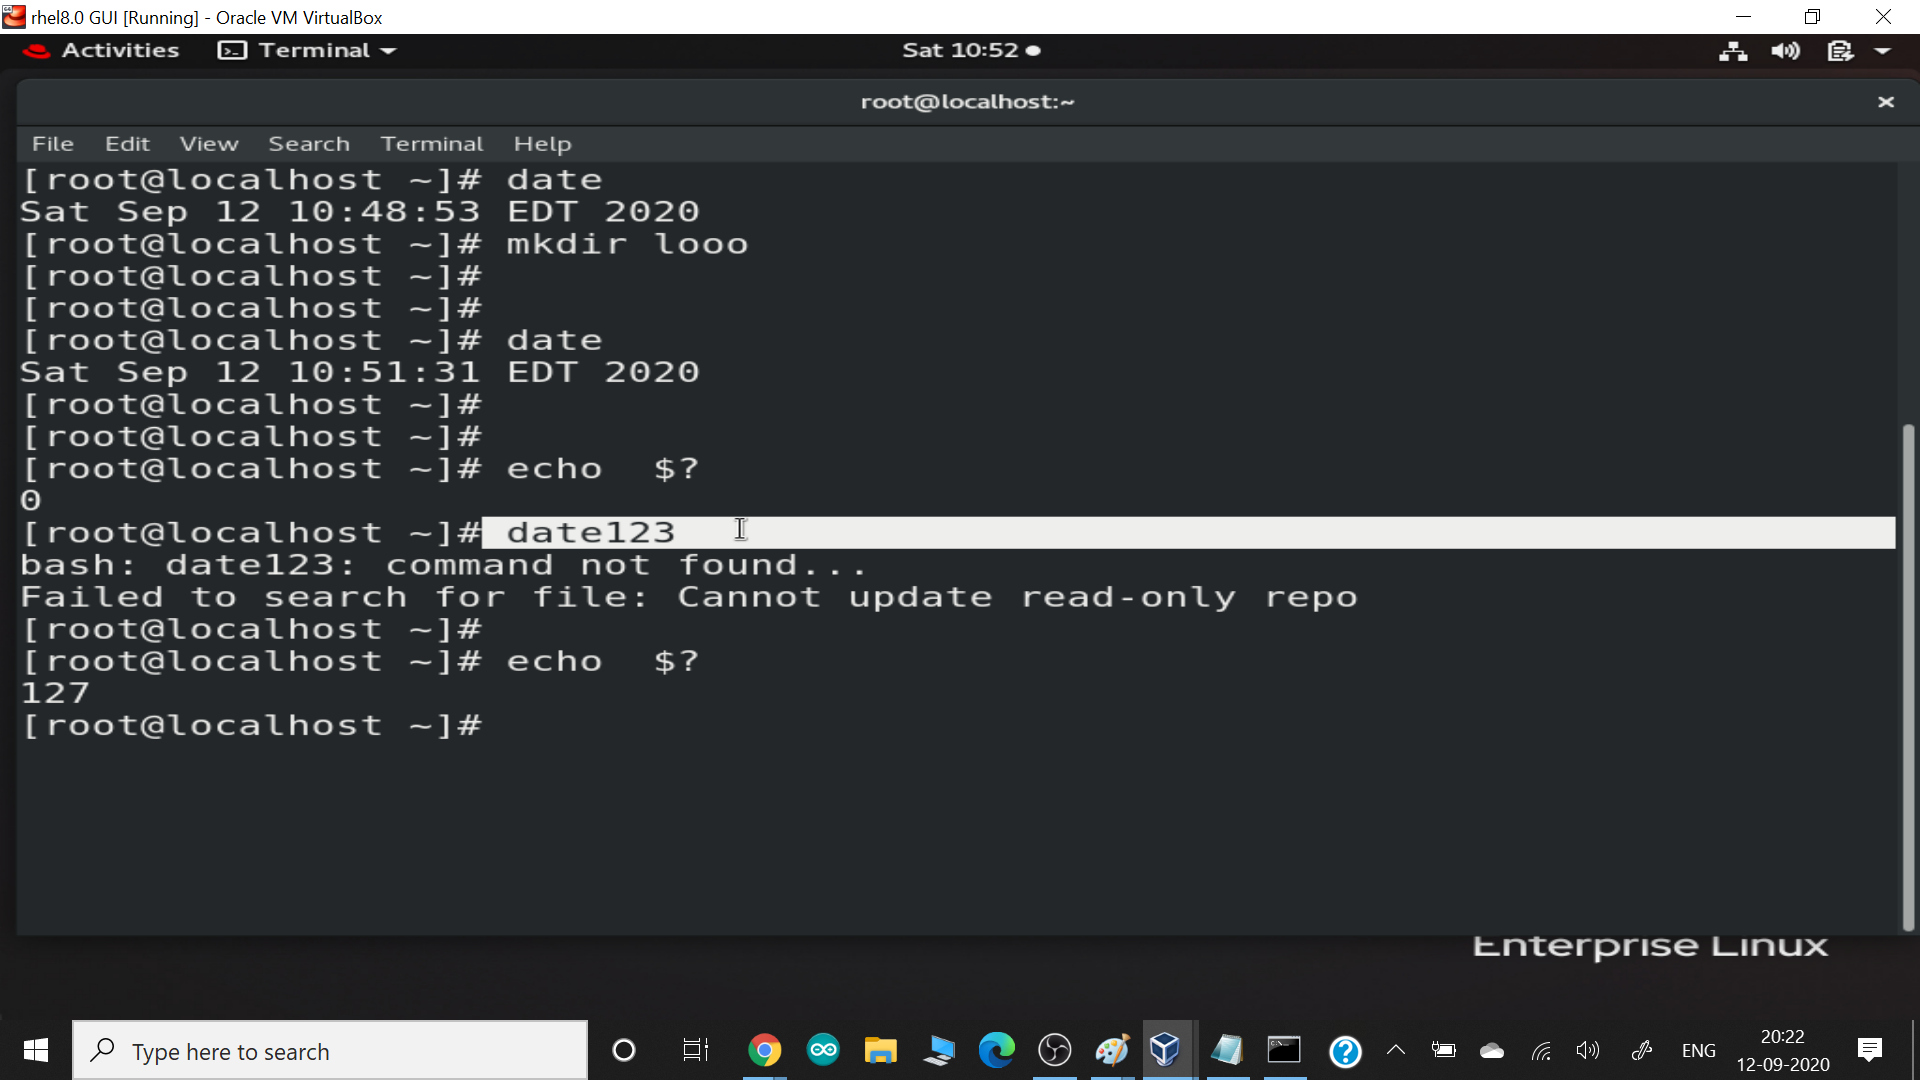 rhel8.0 GUI [Running] - Oracle VM VirtualBox
Activities Terminal Sat 10:52
root@localhost:~
File Edit View Search Terminal Help
[root@localhost ~]# date
Sat Sep 12 10:48:53 EDT 2020
[root@localhost ~]# mkdir looo
[root@localhost ~]#
[root@localhost ~]#
[root@localhost ~]# date
Sat Sep 12 10:51:31 EDT 2020
[root@localhost ~]#
[root@localhost ~]#
[root@localhost ~]# echo  $?
0
[root@localhost ~]# date123
bash: date123: command not found...
Failed to search for file: Cannot update read-only repo
[root@localhost ~]#
[root@localhost ~]# echo  $?
127
[root@localhost ~]#
Enterprise Linux
Type here to search
ENG
20:22
12-09-2020